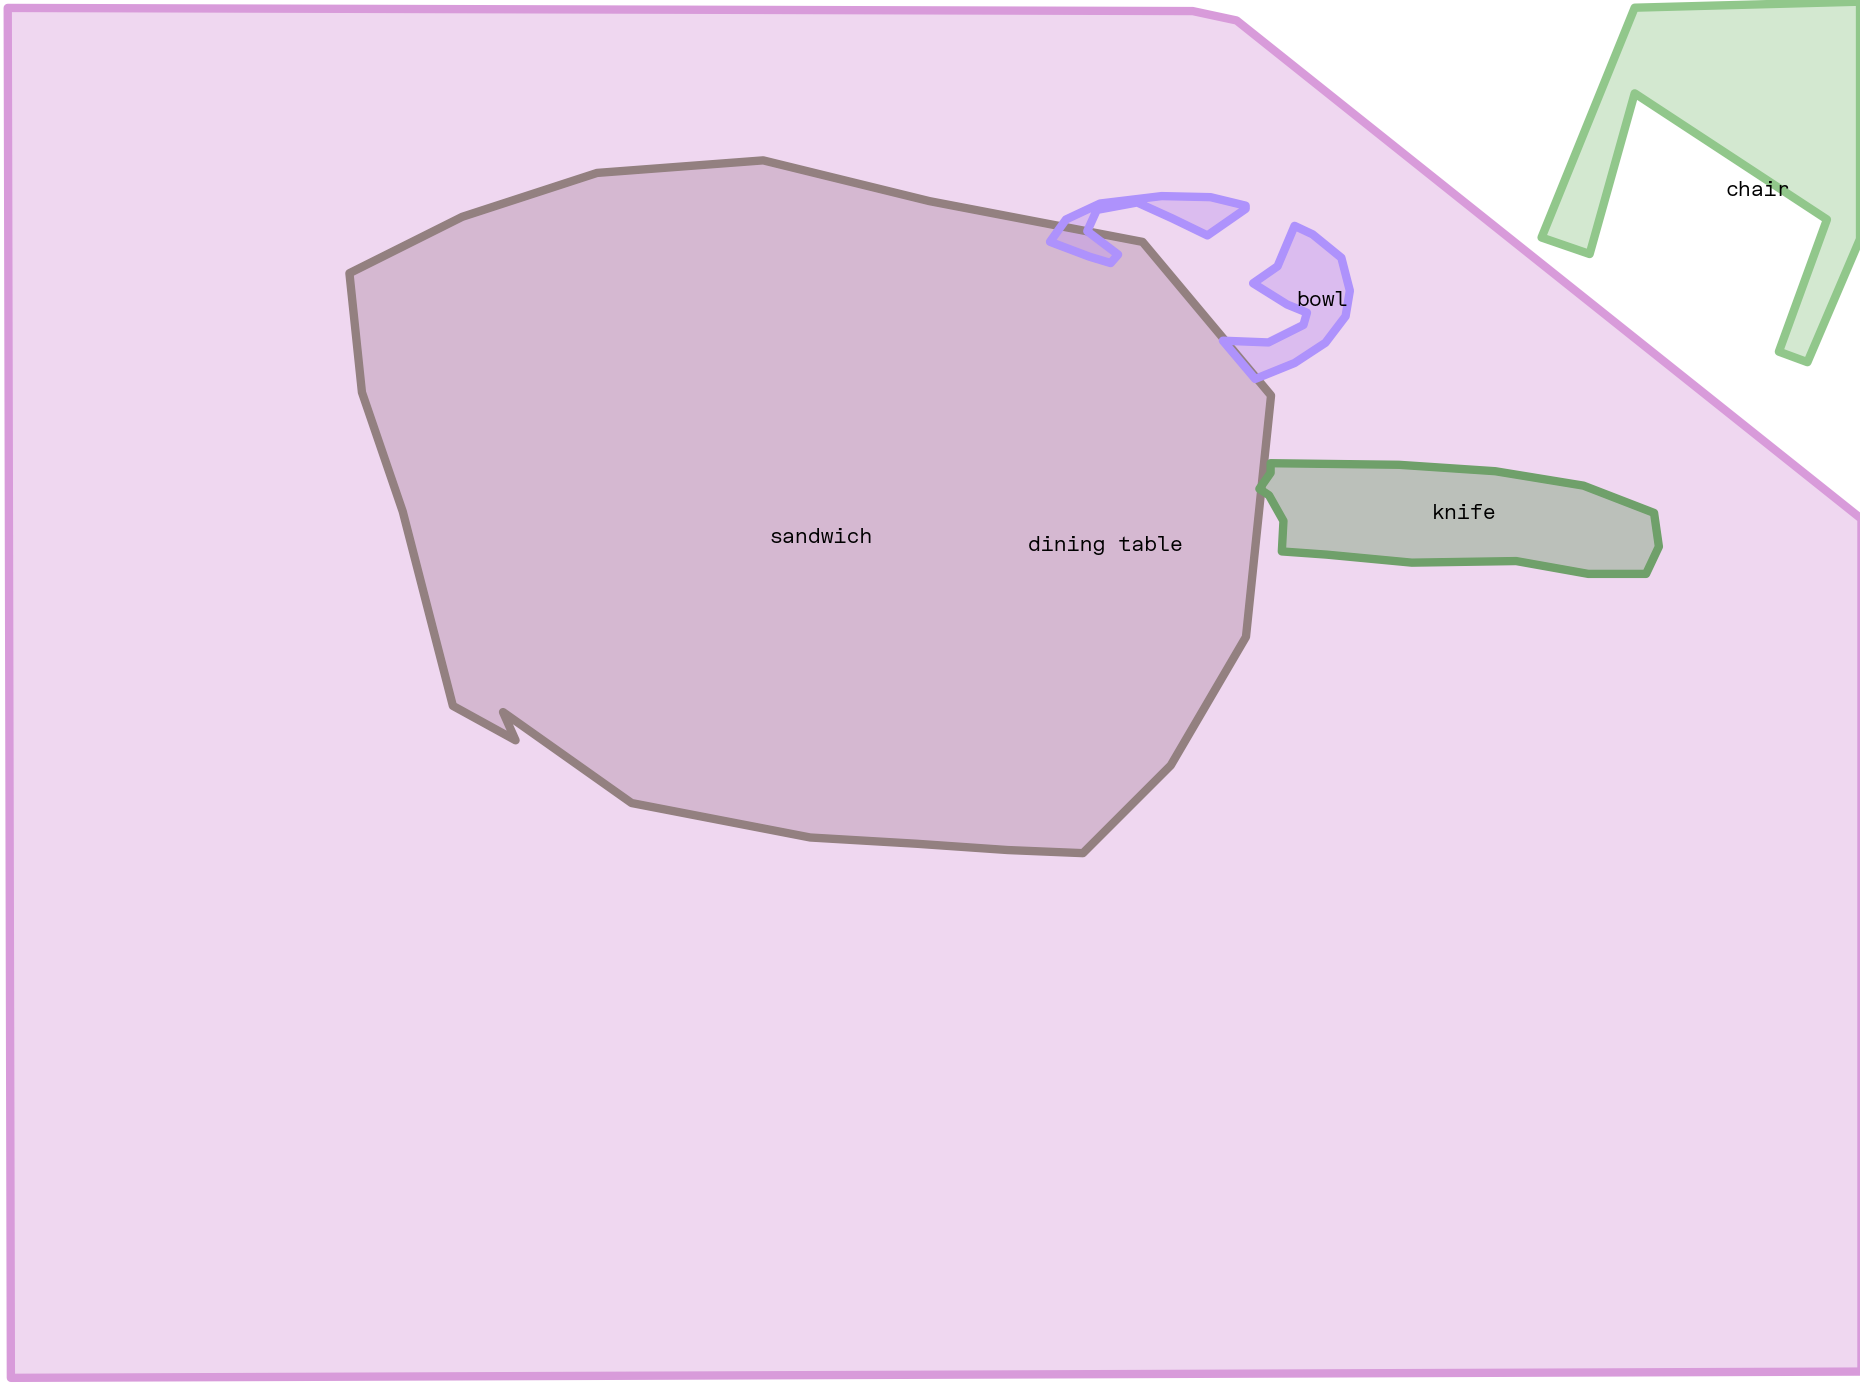 chair
bowl
knife
sandwich
dining table